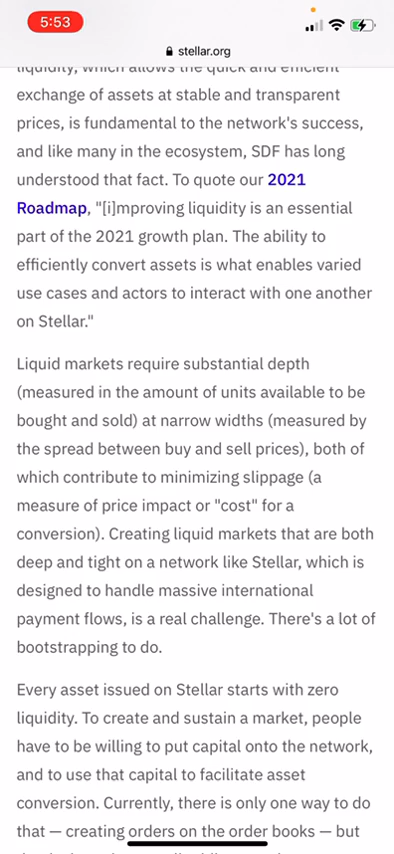 5:53
stellar.org
liquidity, which allows the quick and efficient
exchange of assets at stable and transparent
prices, is fundamental to the network's success,
and like many in the ecosystem, SDF has long
understood that fact. To quote our 2021
Roadmap, "[i]mproving liquidity is an essential
part of the 2021 growth plan. The ability to
efficiently convert assets is what enables varied
use cases and actors to interact with one another
on Stellar."
Liquid markets require substantial depth
(measured in the amount of units available to be
bought and sold) at narrow widths (measured by
the spread between buy and sell prices), both of
which contribute to minimizing slippage (a
measure of price impact or "cost" for a
conversion). Creating liquid markets that are both
deep and tight on a network like Stellar, which is
designed to handle massive international
payment flows, is a real challenge. There's a lot of
bootstrapping to do.
Every asset issued on Stellar starts with zero
liquidity. To create and sustain a market, people
have to be willing to put capital onto the network,
and to use that capital to facilitate asset
conversion. Currently, there is only one way to do
that — creating orders on the order books — but